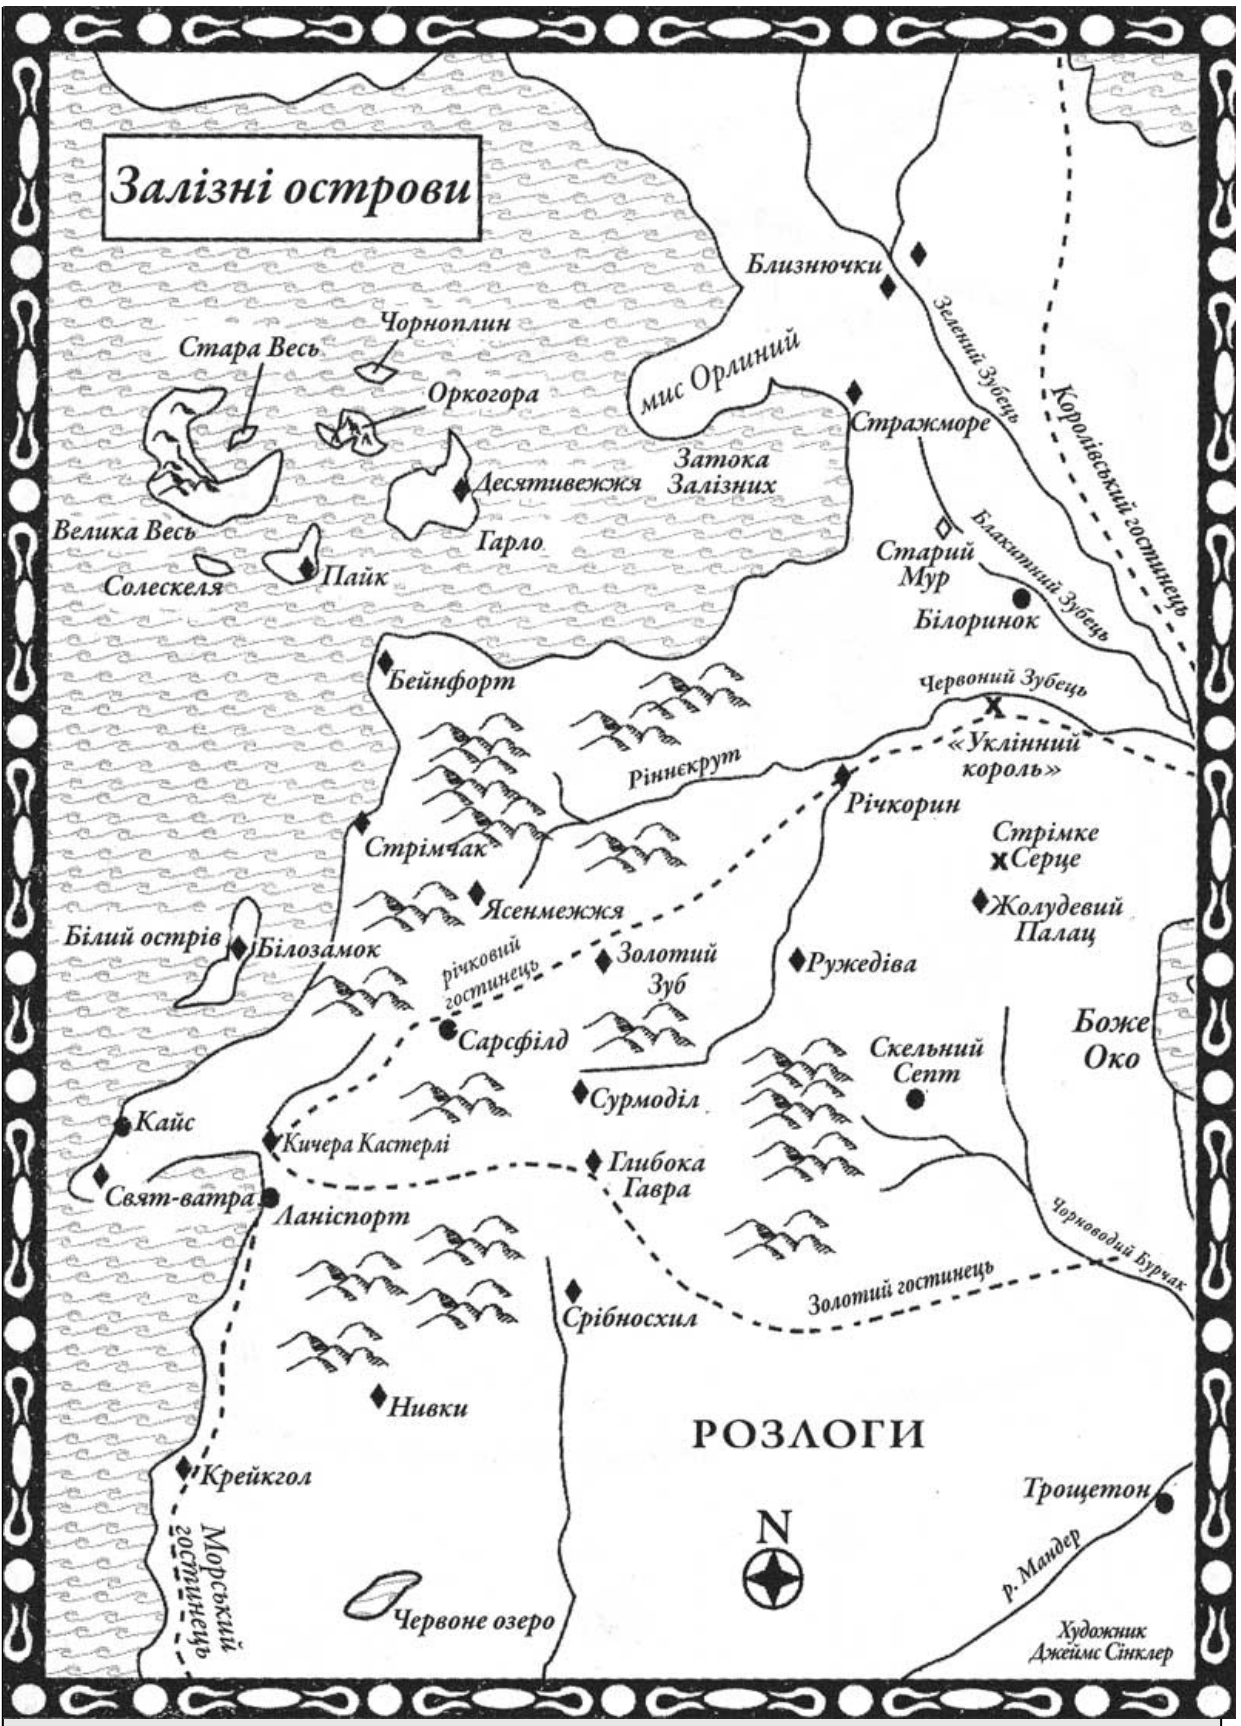 Залізні острови
Близнючки
Зелений Зубець
Чорноплин
Стара Весь
мис Орлиний
Оркогора
Королівський гостинець
Стражморе
Затока
Залізних
Десятивежжя
Велика Весь
Гарло
Блакитний Зубець
Старий
Мур
Солескеля
Пайк
Білоринок
Бейнфорт
Червоний Зубець
«Уклінний
король»
Ріннєкрут
Річкорин
Стрімчак
Стрімке
х Серце
Ясенмежжя
Жолудевий
Палац
Білий острів
Білозамок
річковий
гостинець
Золотий
Зуб
Ружедіва
Боже
Око
Сарсфілд
Скельний
Септ
Сурмоділ
Кайс
Кичера Кастерлі
Глибока
Гавра
Свят-ватра
Ланіспорт
Чорноводий Бурчак
Золотий гостинець
Срібносхил
Нивки
РОЗЛОГИ
Крейкгол
Трощетон
N
Морський
гостинець
р. Мандер
Червоне озеро
Художник
Джеймс Сінклер